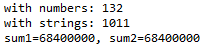 with numbers: 132
with strings: 1011
sum1=68400000, sum2=68400000